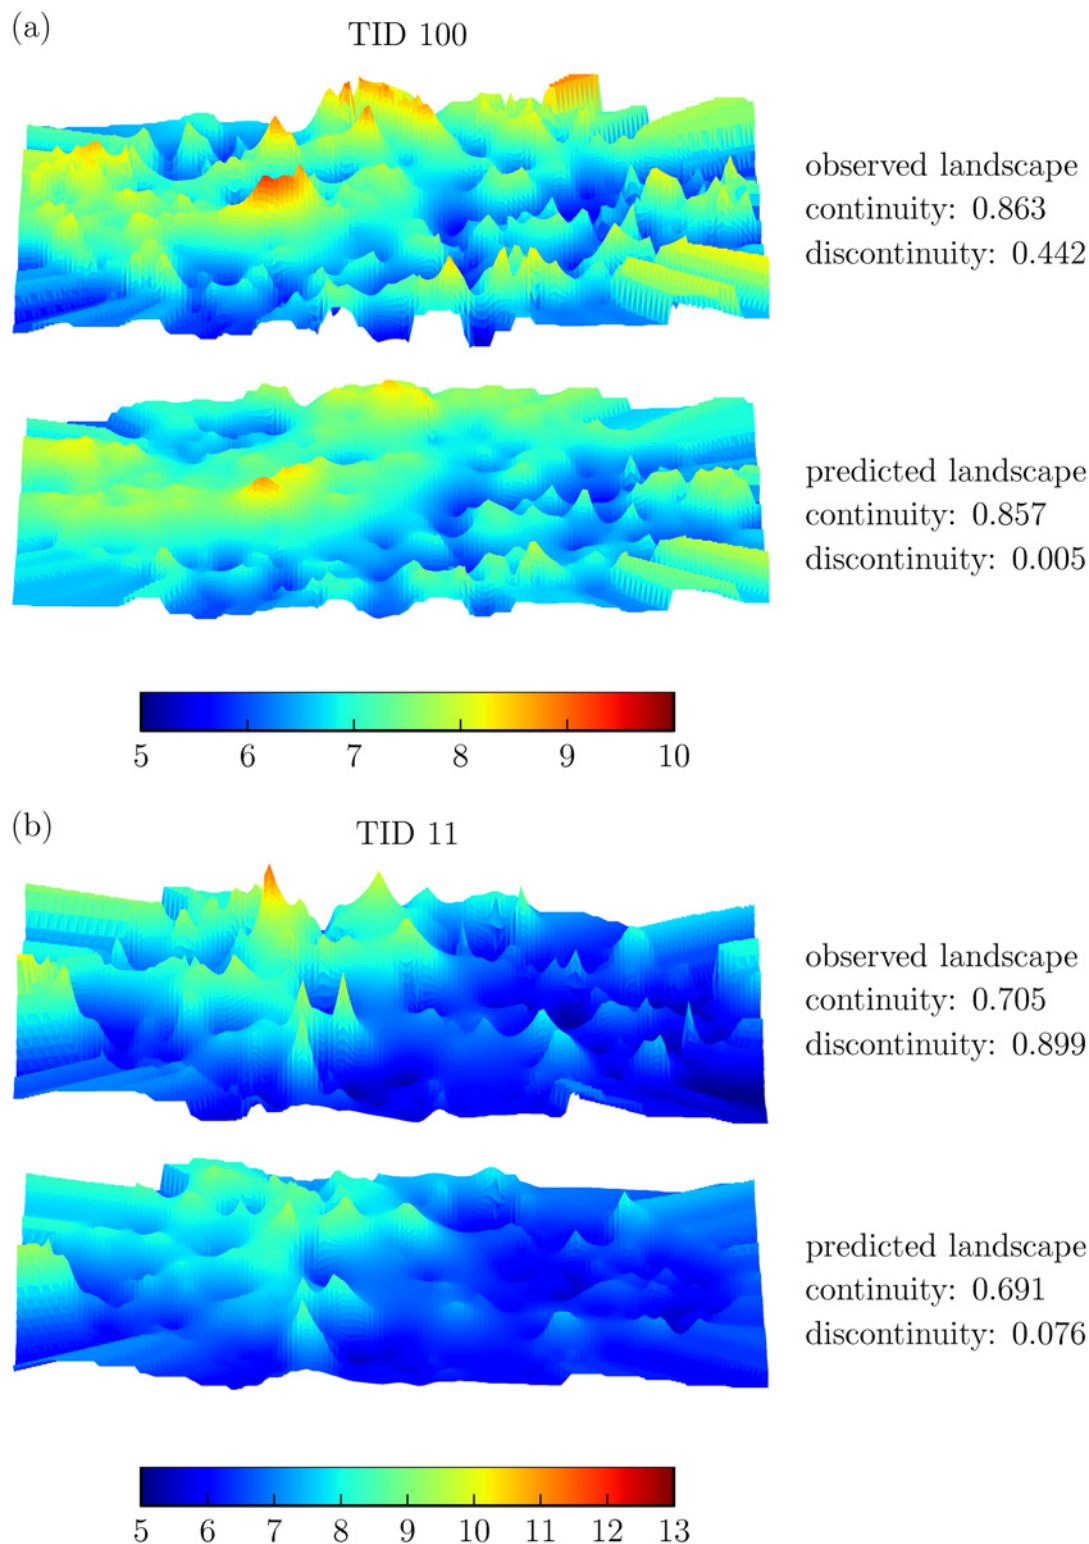 (a)
TID 100
observed landscape
continuity: 0.863
discontinuity: 0.442
predicted landscape
continuity: 0.857
discontinuity: 0.005
5 6 7 8 9 10
(b)
TID 11
observed landscape
continuity: 0.705
discontinuity: 0.899
predicted landscape
continuity: 0.691
discontinuity: 0.076
5 6 7 8 9 10 11 12 13